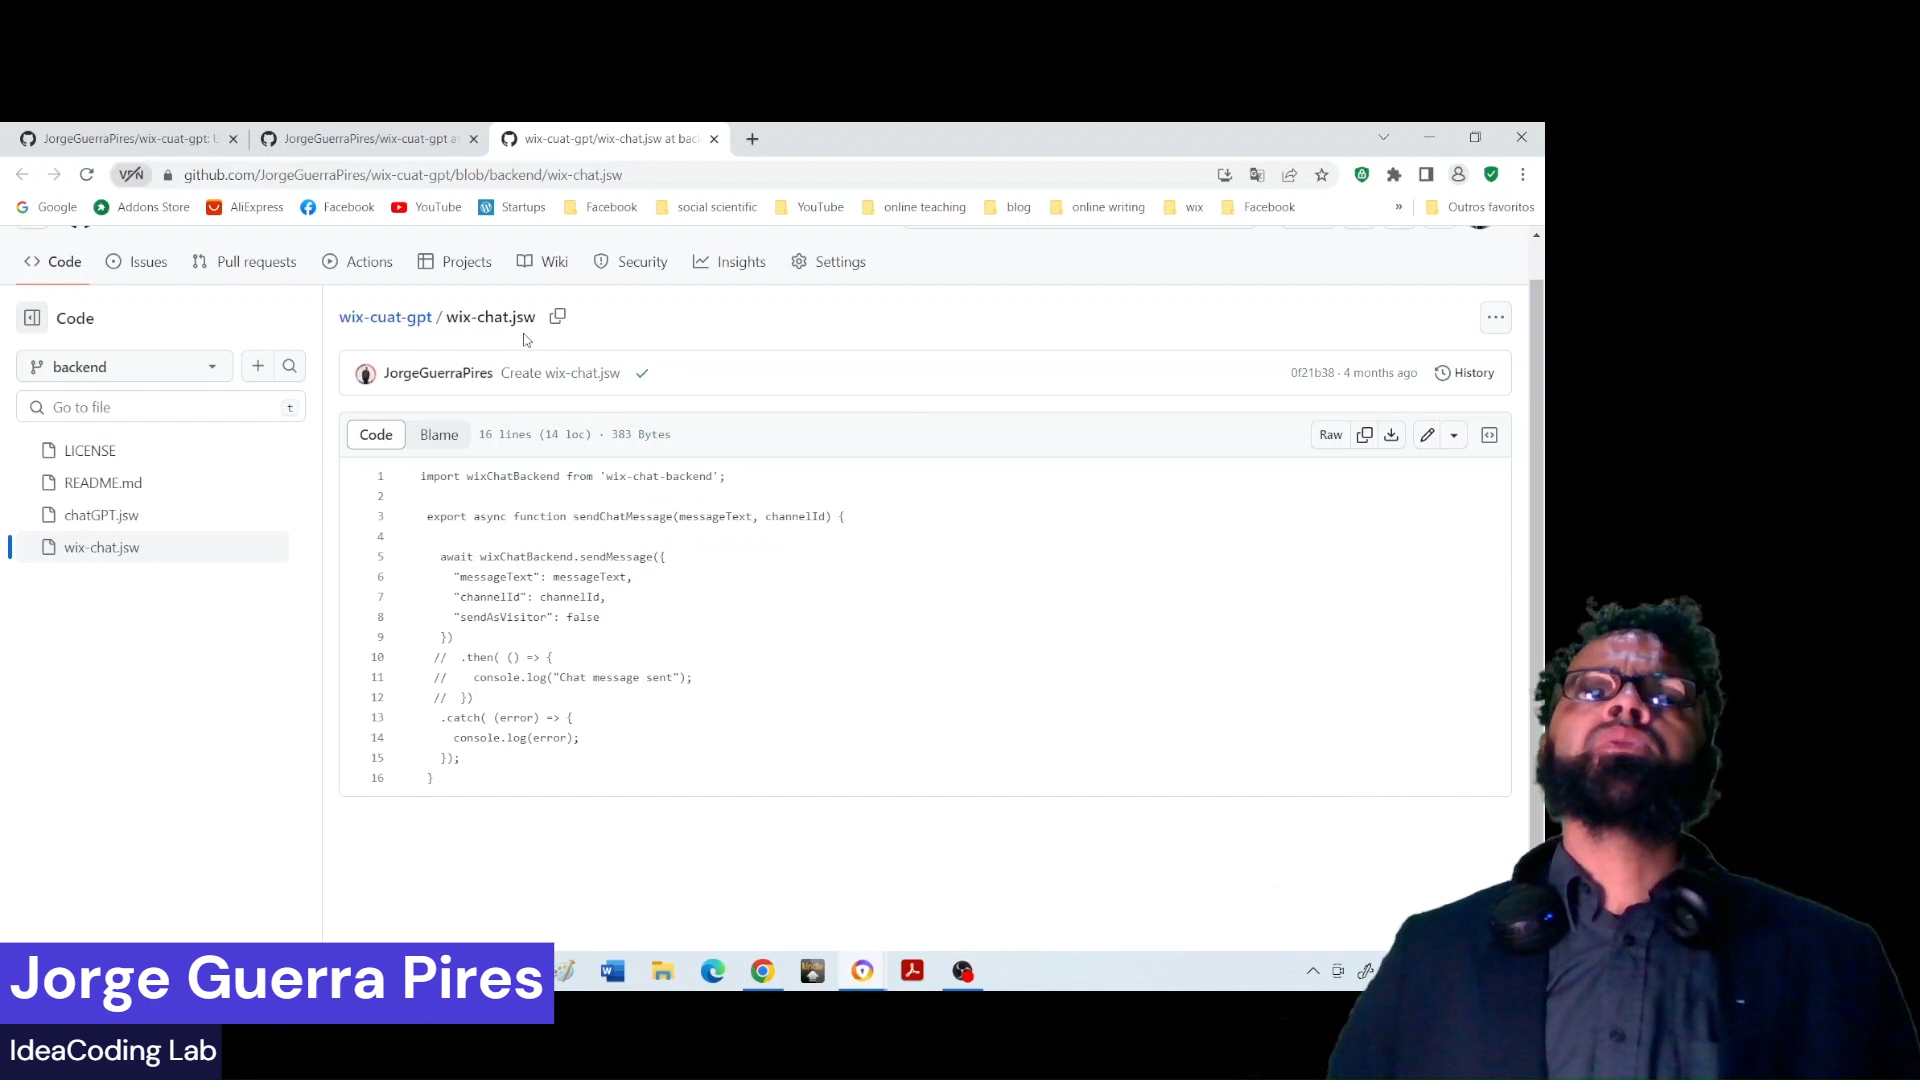 JorgeGuerraPires/wix-cuat-gpt: U
JorgeGuerraPires/wix-cuat-gpt a
wix-cuat-gpt/wix-chat.jsw at bac
VPN
github.com/JorgeGuerraPires/wix-cuat-gpt/blob/backend/wix-chat.jsw
Google
Addons Store
AliExpress
Facebook
YouTube
Startups
Facebook
social scientific
YouTube
online teaching
blog
online writing
wix
Facebook
»
Outros favoritos
Code
Issues
Pull requests
Actions
Projects
Wiki
Security
Insights
Settings
Code
backend
Go to file
t
LICENSE
README.md
chatGPT.jsw
wix-chat.jsw
wix-cuat-gpt / wix-chat.jsw
JorgeGuerraPires Create wix-chat.jsw
0f21b38 · 4 months ago
History
Code
Blame
16 lines (14 loc) · 383 Bytes
Raw
1 import wixChatBackend from 'wix-chat-backend';
2
3 export async function sendChatMessage(messageText, channelId) {
4
5 await wixChatBackend.sendMessage({
6 "messageText": messageText,
7 "channelId": channelId,
8 "sendAsVisitor": false
9 })
10 // .then( () => {
11 // console.log("Chat message sent");
12 // })
13 .catch( (error) => {
14 console.log(error);
15 });
16 }
kindle
Jorge Guerra Pires
IdeaCoding Lab